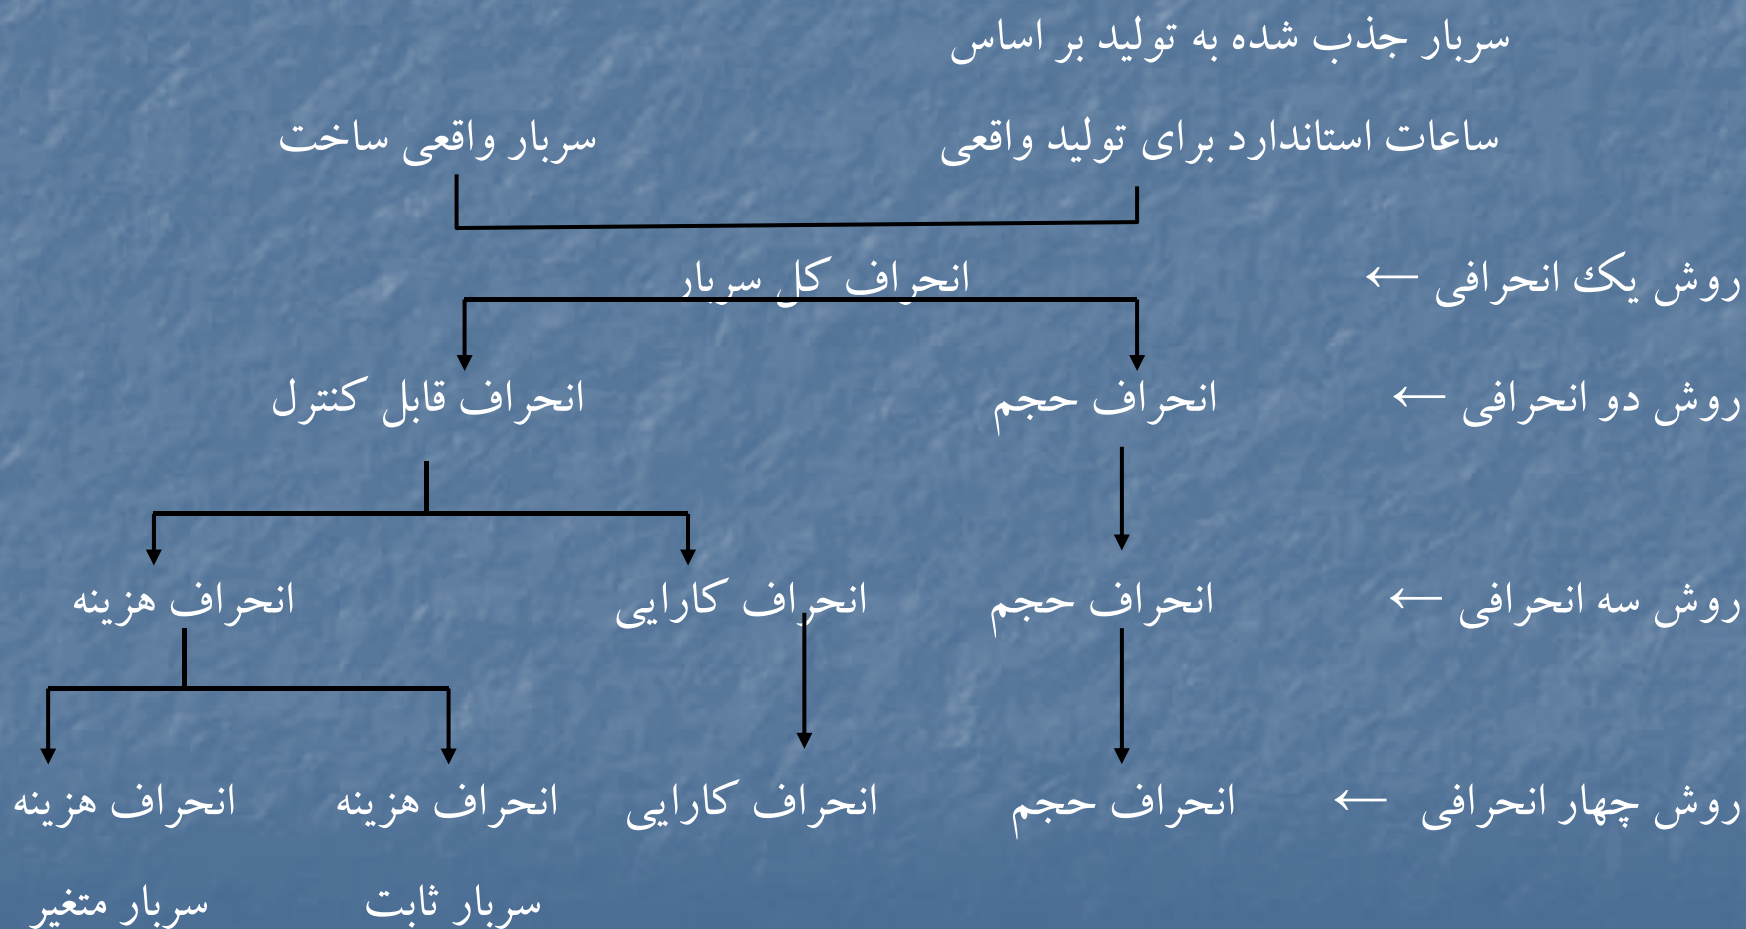 سربار جذب شده به تولید بر اساس
ساعات استاندارد برای تولید واقعی سربار واقعی ساخت
روش یک انحرافی ← انحراف کل سربار
روش دو انحرافی ← انحراف حجم انحراف قابل کنترل
روش سه انحرافی ← انحراف حجم انحراف کارایی انحراف هزینه
روش چهار انحرافی ← انحراف حجم انحراف کارایی انحراف هزینه انحراف هزینه
سربار ثابت سربار متغیر